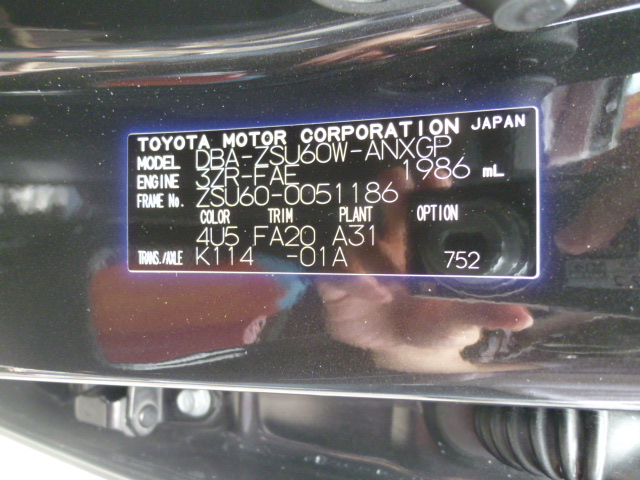 TOYOTA MOTOR CORPORATION JAPAN
MODEL DBA-ZSU60W-ANXGP
ENGINE 3ZR-FAE 1986 mL
FRAME No. ZSU60-0051186
COLOR TRIM PLANT OPTION
4U5 FA20 A31
TRANS./AXLE K114 -01A 752